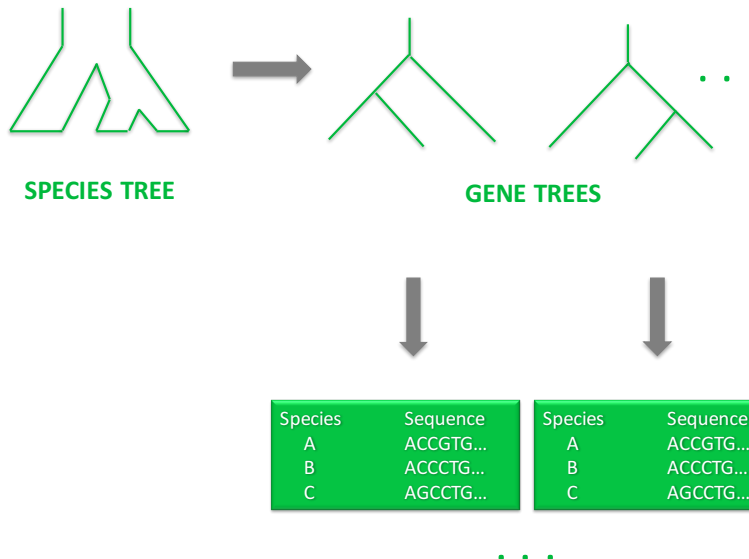 SPECIES TREE
GENE TREES
. .
Species Sequence
A ACCGTG...
B ACCCTG...
C AGCCTG...
Species Sequence
A ACCGTG...
B ACCCTG...
C AGCCTG...
. . .